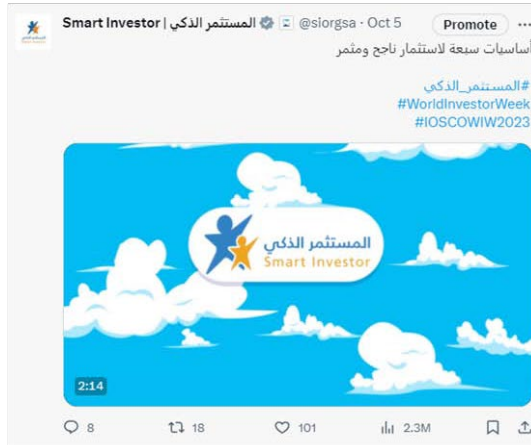 Smart Investor | المستثمر الذكي @siorgsa · Oct 5 Promote ...
أساسيات سبعة لاستثمار ناجح ومثمر
#المستثمر_الذكي
#WorldInvestorWeek
#IOSCOWIW2023
المستثمر الذكي
Smart Investor
2:14
8 18 101 2.3M